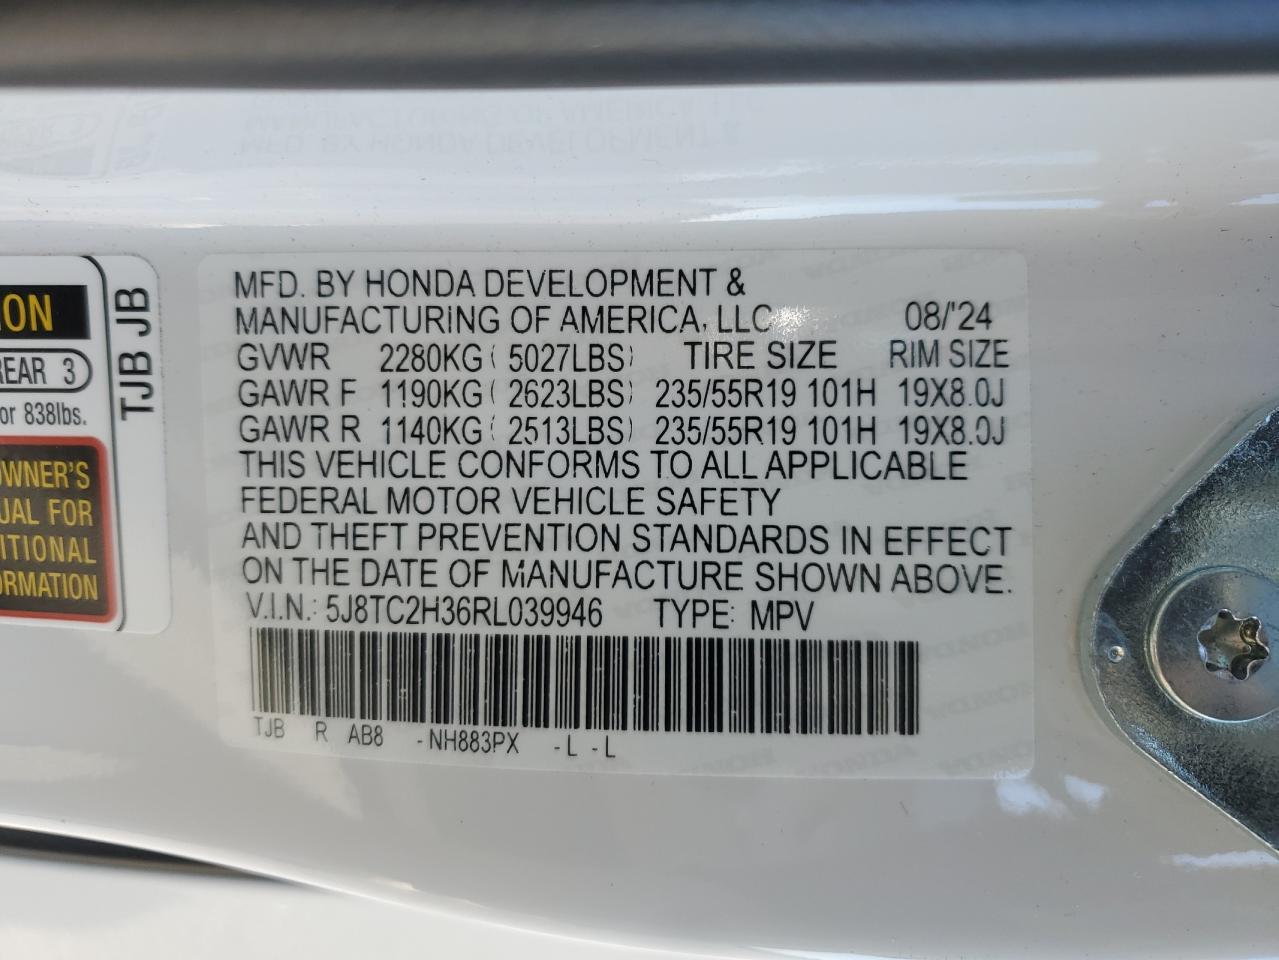 MFD. BY HONDA DEVELOPMENT &
MANUFACTURING OF AMERICA, LLC 08/'24
GVWR 2280KG ( 5027LBS) TIRE SIZE RIM SIZE
GAWR F 1190KG ( 2623LBS) 235/55R19 101H 19X8.0J
GAWR R 1140KG ( 2513LBS) 235/55R19 101H 19X8.0J
THIS VEHICLE CONFORMS TO ALL APPLICABLE
FEDERAL MOTOR VEHICLE SAFETY
AND THEFT PREVENTION STANDARDS IN EFFECT
ON THE DATE OF MANUFACTURE SHOWN ABOVE.
V.I.N.: 5J8TC2H36RL039946 TYPE: MPV
TJB R AB8 -NH883PX -L -L
ION
REAR 3
or 838lbs.
OWNER'S
UAL FOR
ITIONAL
ORMATION
TJB JB